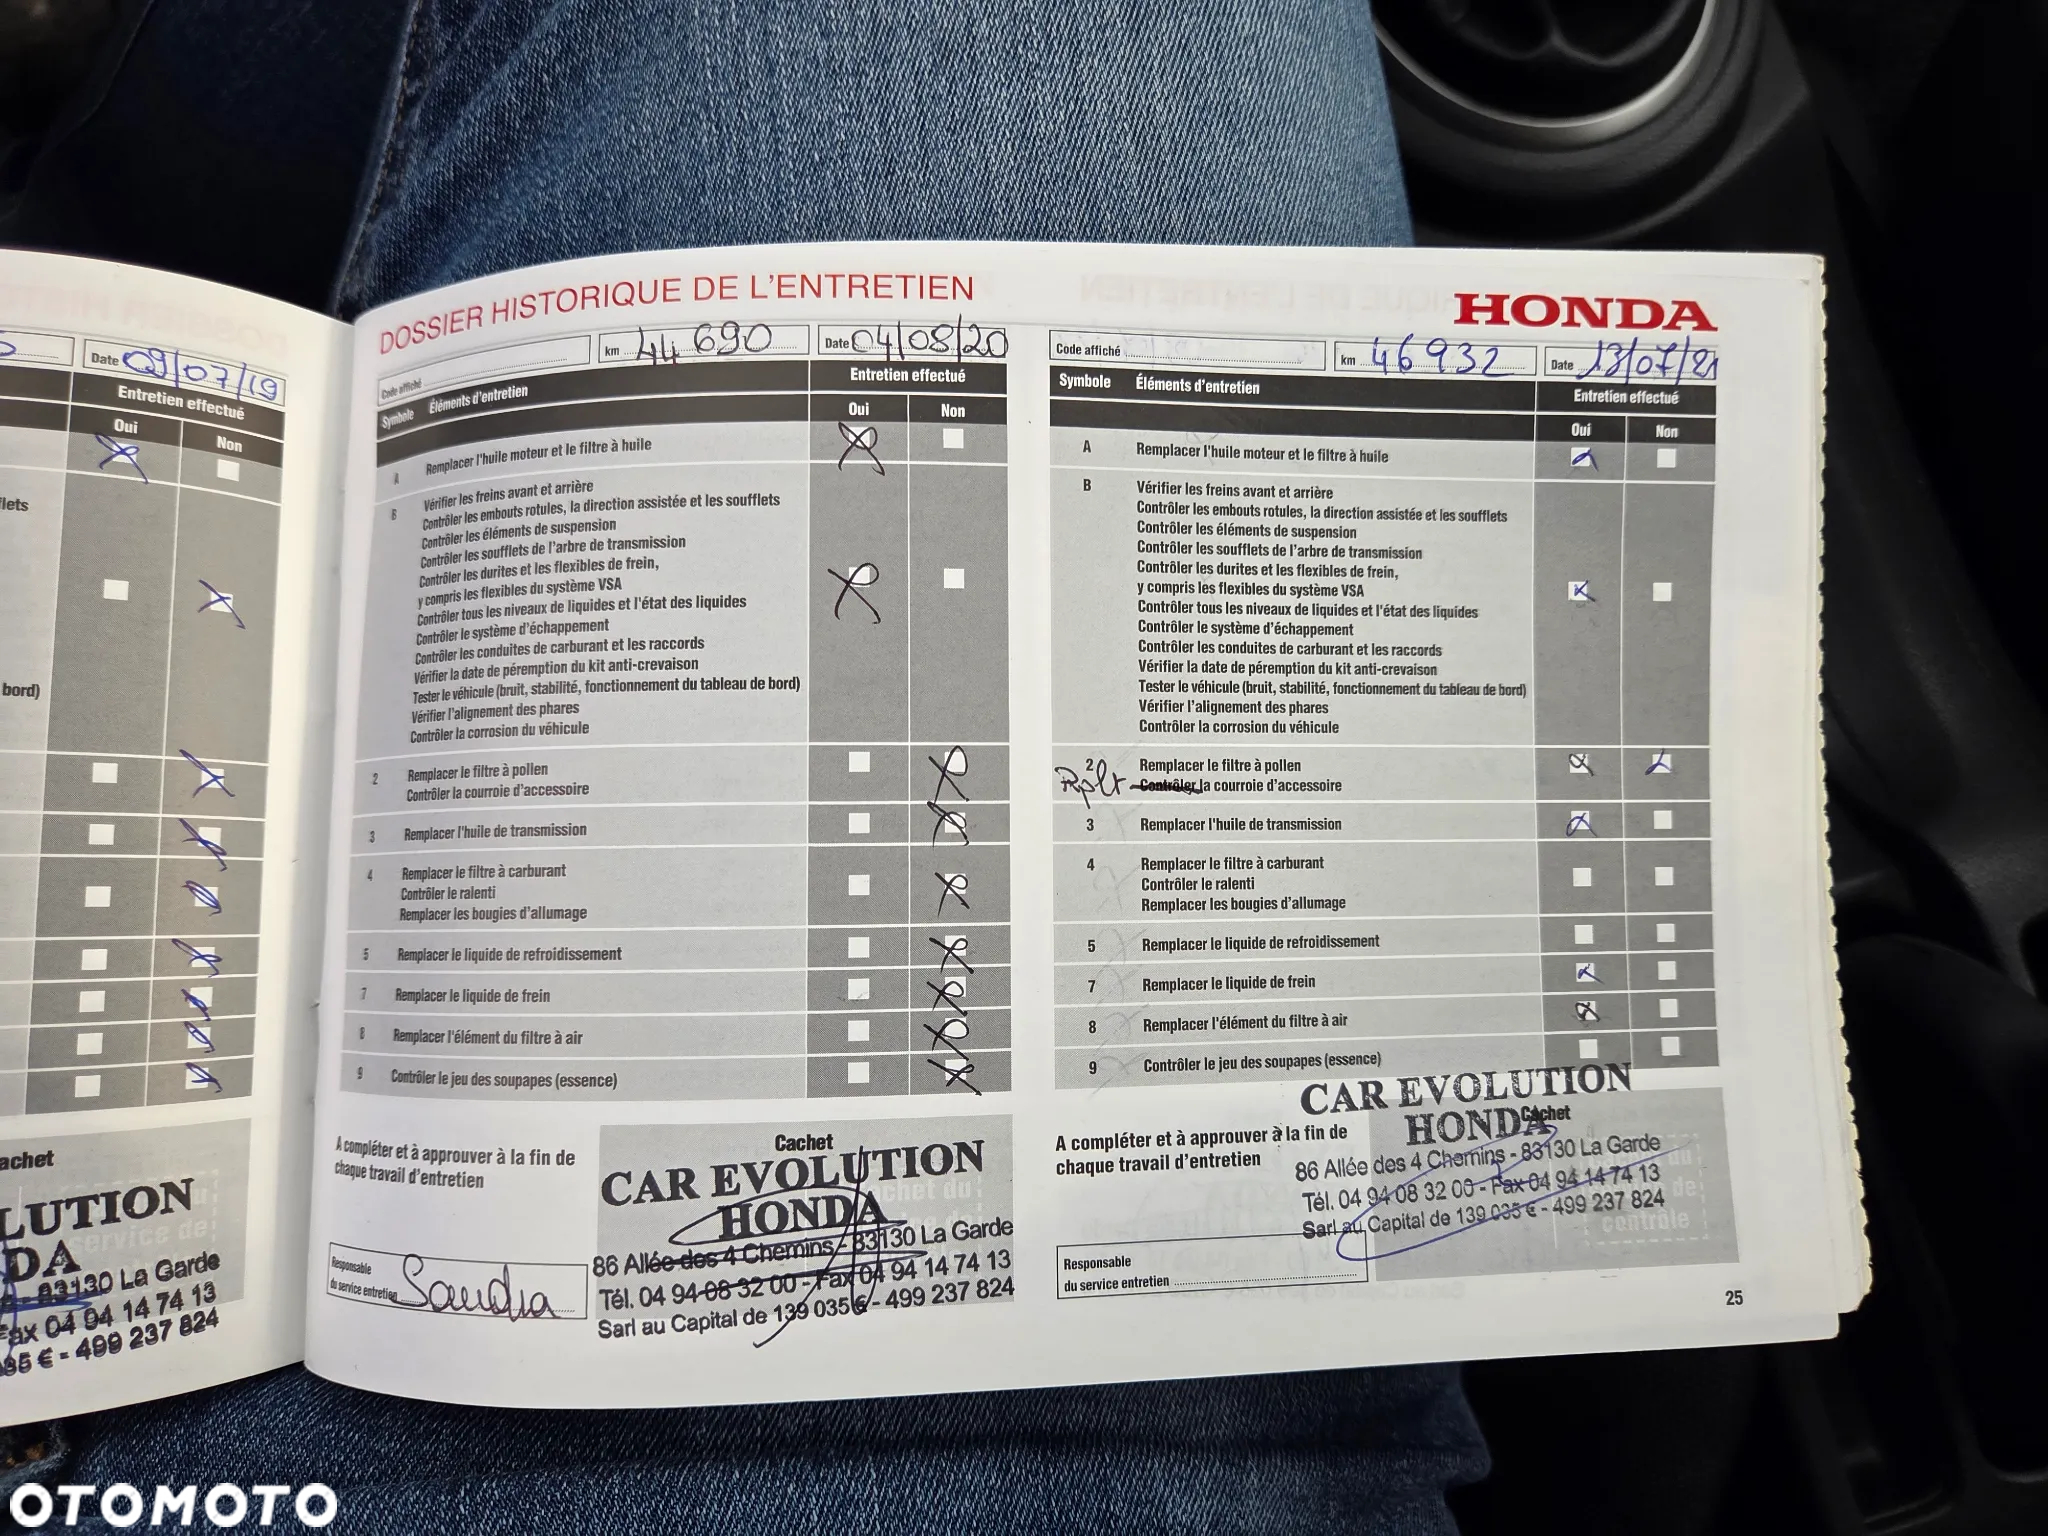 Date 09/07/19
Entretien effectué
Oui Non
flets
bord)
achet
LUTION
DA
83130 La Garde
Fax 04 94 14 74 13
035 € - 499 237 824
DOSSIER HISTORIQUE DE L'ENTRETIEN
HONDA
Code affiché
km 44 690
Date 04/08/20
Symbole Éléments d'entretien
Entretien effectué
Oui Non
A Remplacer l'huile moteur et le filtre à huile
B Vérifier les freins avant et arrière
Contrôler les embouts rotules, la direction assistée et les soufflets
Contrôler les éléments de suspension
Contrôler les soufflets de l'arbre de transmission
Contrôler les durites et les flexibles de frein,
y compris les flexibles du système VSA
Contrôler tous les niveaux de liquides et l'état des liquides
Contrôler le système d'échappement
Contrôler les conduites de carburant et les raccords
Vérifier la date de péremption du kit anti-crevaison
Tester le véhicule (bruit, stabilité, fonctionnement du tableau de bord)
Vérifier l'alignement des phares
Contrôler la corrosion du véhicule
2 Remplacer le filtre à pollen
Contrôler la courroie d'accessoire
3 Remplacer l'huile de transmission
4 Remplacer le filtre à carburant
Contrôler le ralenti
Remplacer les bougies d'allumage
5 Remplacer le liquide de refroidissement
7 Remplacer le liquide de frein
8 Remplacer l'élément du filtre à air
9 Contrôler le jeu des soupapes (essence)
A compléter et à approuver à la fin de
chaque travail d'entretien
Responsable
du service entretien Sandra
Cachet
CAR EVOLUTION
HONDA
86 Allée des 4 Chemins - 83130 La Garde
Tél. 04 94 08 32 00 - Fax 04 94 14 74 13
Sarl au Capital de 139 035 € - 499 237 824
Code affiché
km 46932
Date 13/07/21
Symbole Éléments d'entretien
Entretien effectué
Oui Non
A Remplacer l'huile moteur et le filtre à huile
B Vérifier les freins avant et arrière
Contrôler les embouts rotules, la direction assistée et les soufflets
Contrôler les éléments de suspension
Contrôler les soufflets de l'arbre de transmission
Contrôler les durites et les flexibles de frein,
y compris les flexibles du système VSA
Contrôler tous les niveaux de liquides et l'état des liquides
Contrôler le système d'échappement
Contrôler les conduites de carburant et les raccords
Vérifier la date de péremption du kit anti-crevaison
Tester le véhicule (bruit, stabilité, fonctionnement du tableau de bord)
Vérifier l'alignement des phares
Contrôler la corrosion du véhicule
2 Remplacer le filtre à pollen
Rplt Contrôler la courroie d'accessoire
3 Remplacer l'huile de transmission
4 Remplacer le filtre à carburant
Contrôler le ralenti
Remplacer les bougies d'allumage
5 Remplacer le liquide de refroidissement
7 Remplacer le liquide de frein
8 Remplacer l'élément du filtre à air
9 Contrôler le jeu des soupapes (essence)
A compléter et à approuver à la fin de
chaque travail d'entretien
Responsable
du service entretien
Cachet
CAR EVOLUTION
HONDA
86 Allée des 4 Chemins - 83130 La Garde
Tél. 04 94 08 32 00 - Fax 04 94 14 74 13
Sarl au Capital de 139 035 € - 499 237 824
25
OTOMOTO